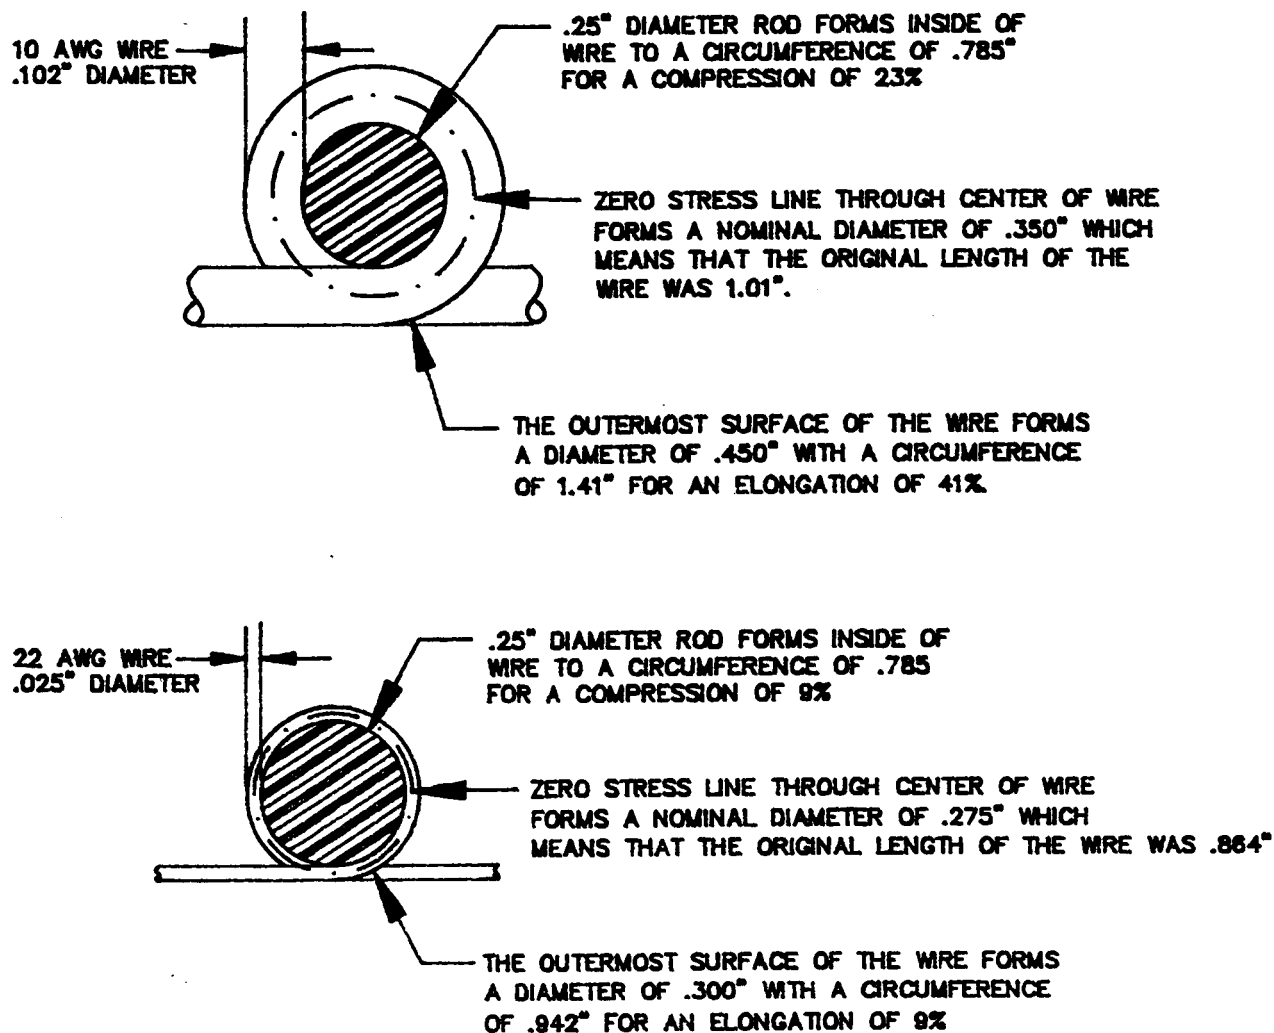 10 AWG WIRE
.102" DIAMETER
.25" DIAMETER ROD FORMS INSIDE OF
WIRE TO A CIRCUMFERENCE OF .785"
FOR A COMPRESSION OF 23%
ZERO STRESS LINE THROUGH CENTER OF WIRE
FORMS A NOMINAL DIAMETER OF .350" WHICH
MEANS THAT THE ORIGINAL LENGTH OF THE
WIRE WAS 1.01".
THE OUTERMOST SURFACE OF THE WIRE FORMS
A DIAMETER OF .450" WITH A CIRCUMFERENCE
OF 1.41" FOR AN ELONGATION OF 41%.
22 AWG WIRE
.025" DIAMETER
.25" DIAMETER ROD FORMS INSIDE OF
WIRE TO A CIRCUMFERENCE OF .785
FOR A COMPRESSION OF 9%
ZERO STRESS LINE THROUGH CENTER OF WIRE
FORMS A NOMINAL DIAMETER OF .275" WHICH
MEANS THAT THE ORIGINAL LENGTH OF THE WIRE WAS .864"
THE OUTERMOST SURFACE OF THE WIRE FORMS
A DIAMETER OF .300" WITH A CIRCUMFERENCE
OF .942" FOR AN ELONGATION OF 9%